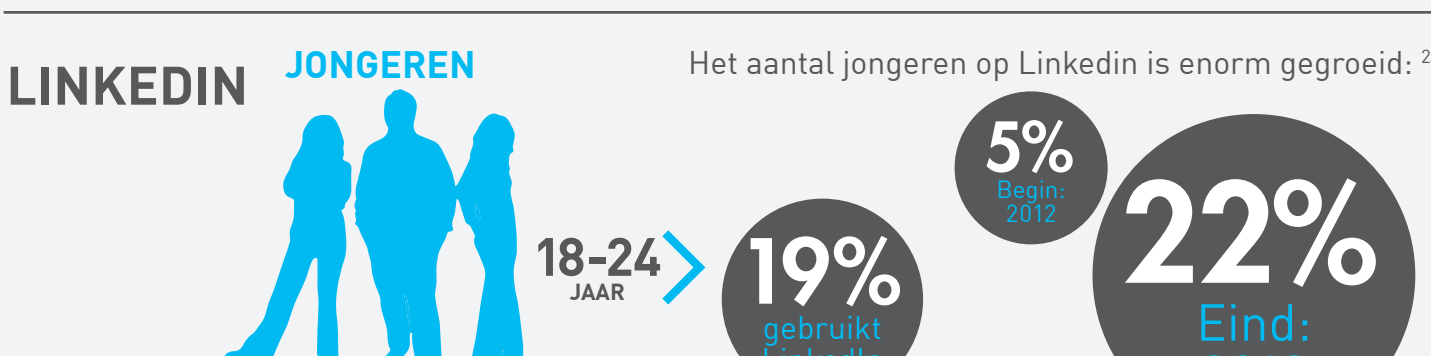 LINKEDIN
JONGEREN
Het aantal jongeren op Linkedin is enorm gegroeid: 2
5%
Begin:
2012
22%
Eind:
18-24
JAAR
19%
gebruikt